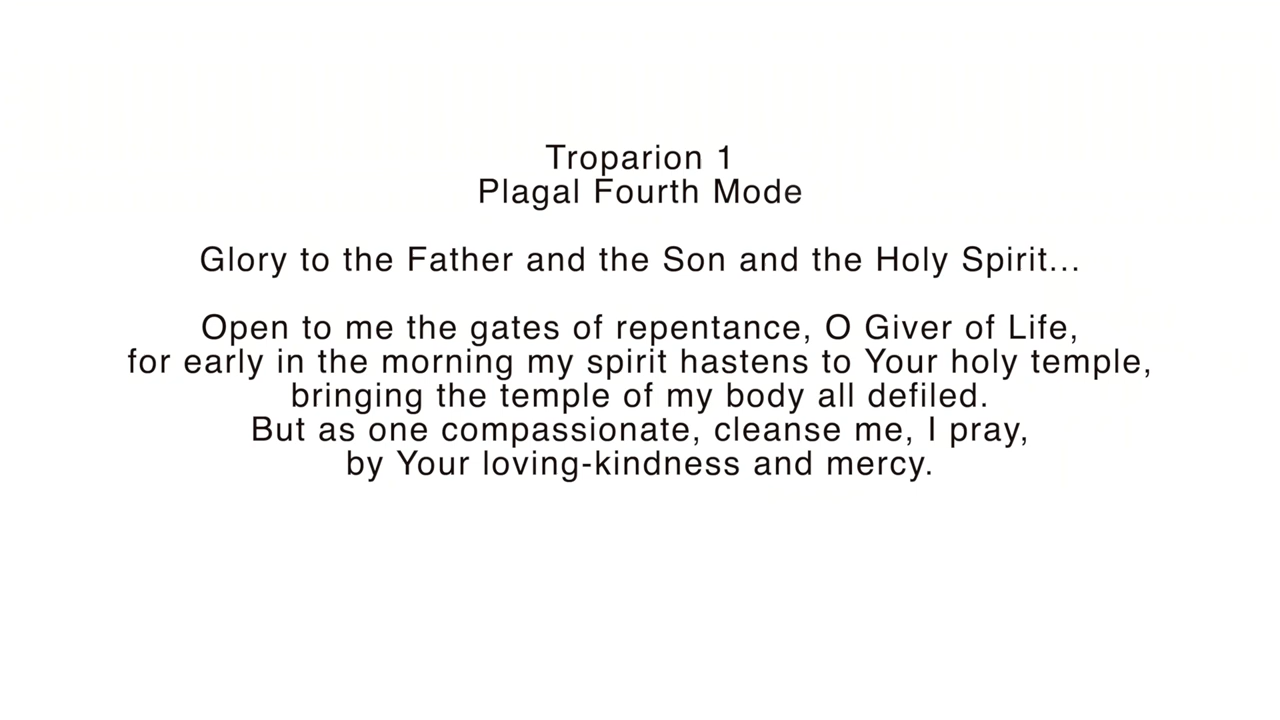 Troparion 1
Plagal Fourth Mode
Glory to the Father and the Son and the Holy Spirit...
Open to me the gates of repentance, O Giver of Life,
for early in the morning my spirit hastens to Your holy temple,
bringing the temple of my body all defiled.
But as one compassionate, cleanse me, I pray,
by Your loving-kindness and mercy.